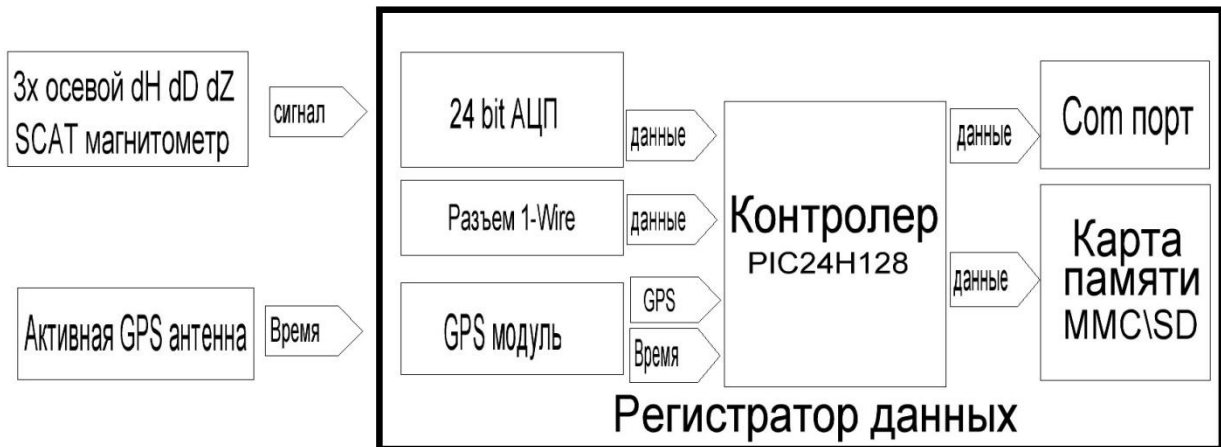 3х осевой dH dD dZ
SCAT магнитометр
сигнал
Активная GPS антенна
Время
24 bit АЦП
данные
Разъем 1-Wire
данные
GPS модуль
GPS
Время
Контролер
PIC24H128
данные
Com порт
данные
Карта
памяти
MMC\SD
Регистратор данных